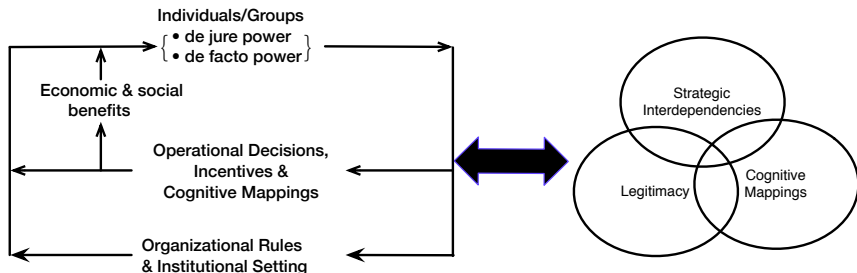 Individuals/Groups
• de jure power
• de facto power
Economic & social
benefits
Operational Decisions,
Incentives &
Cognitive Mappings
Organizational Rules
& Institutional Setting
Strategic
Interdependencies
Legitimacy
Cognitive
Mappings